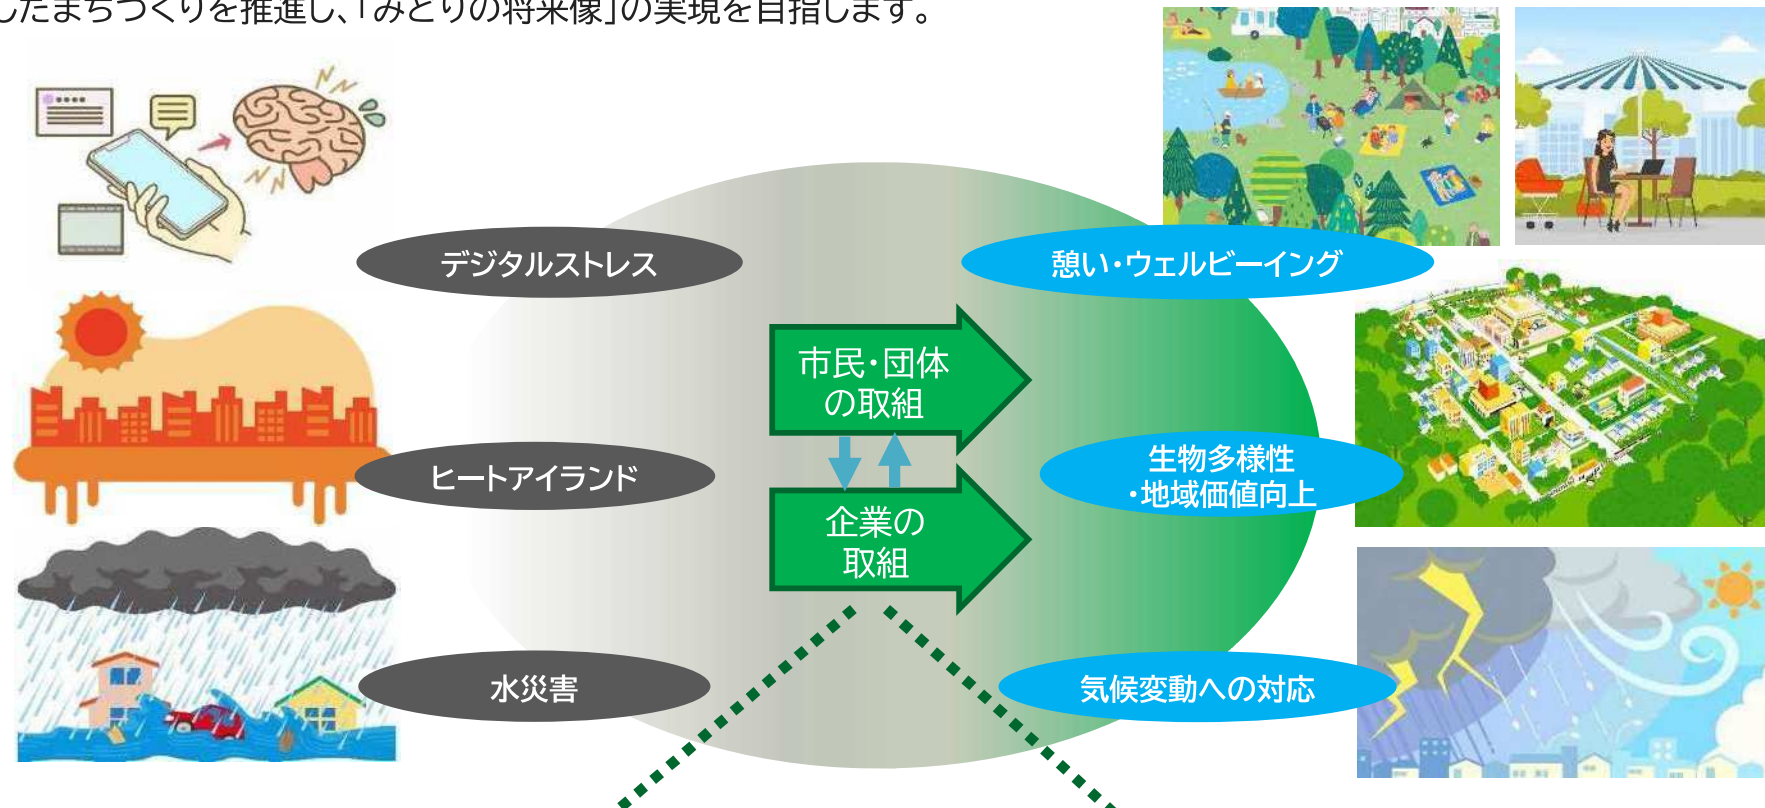 したまちづくりを推進し、「みどりの将来像」の実現を目指します。
デジタルストレス
憩い・ウェルビーイング
市民・団体
の取組
ヒートアイランド
生物多様性
・地域価値向上
企業の
取組
水災害
気候変動への対応